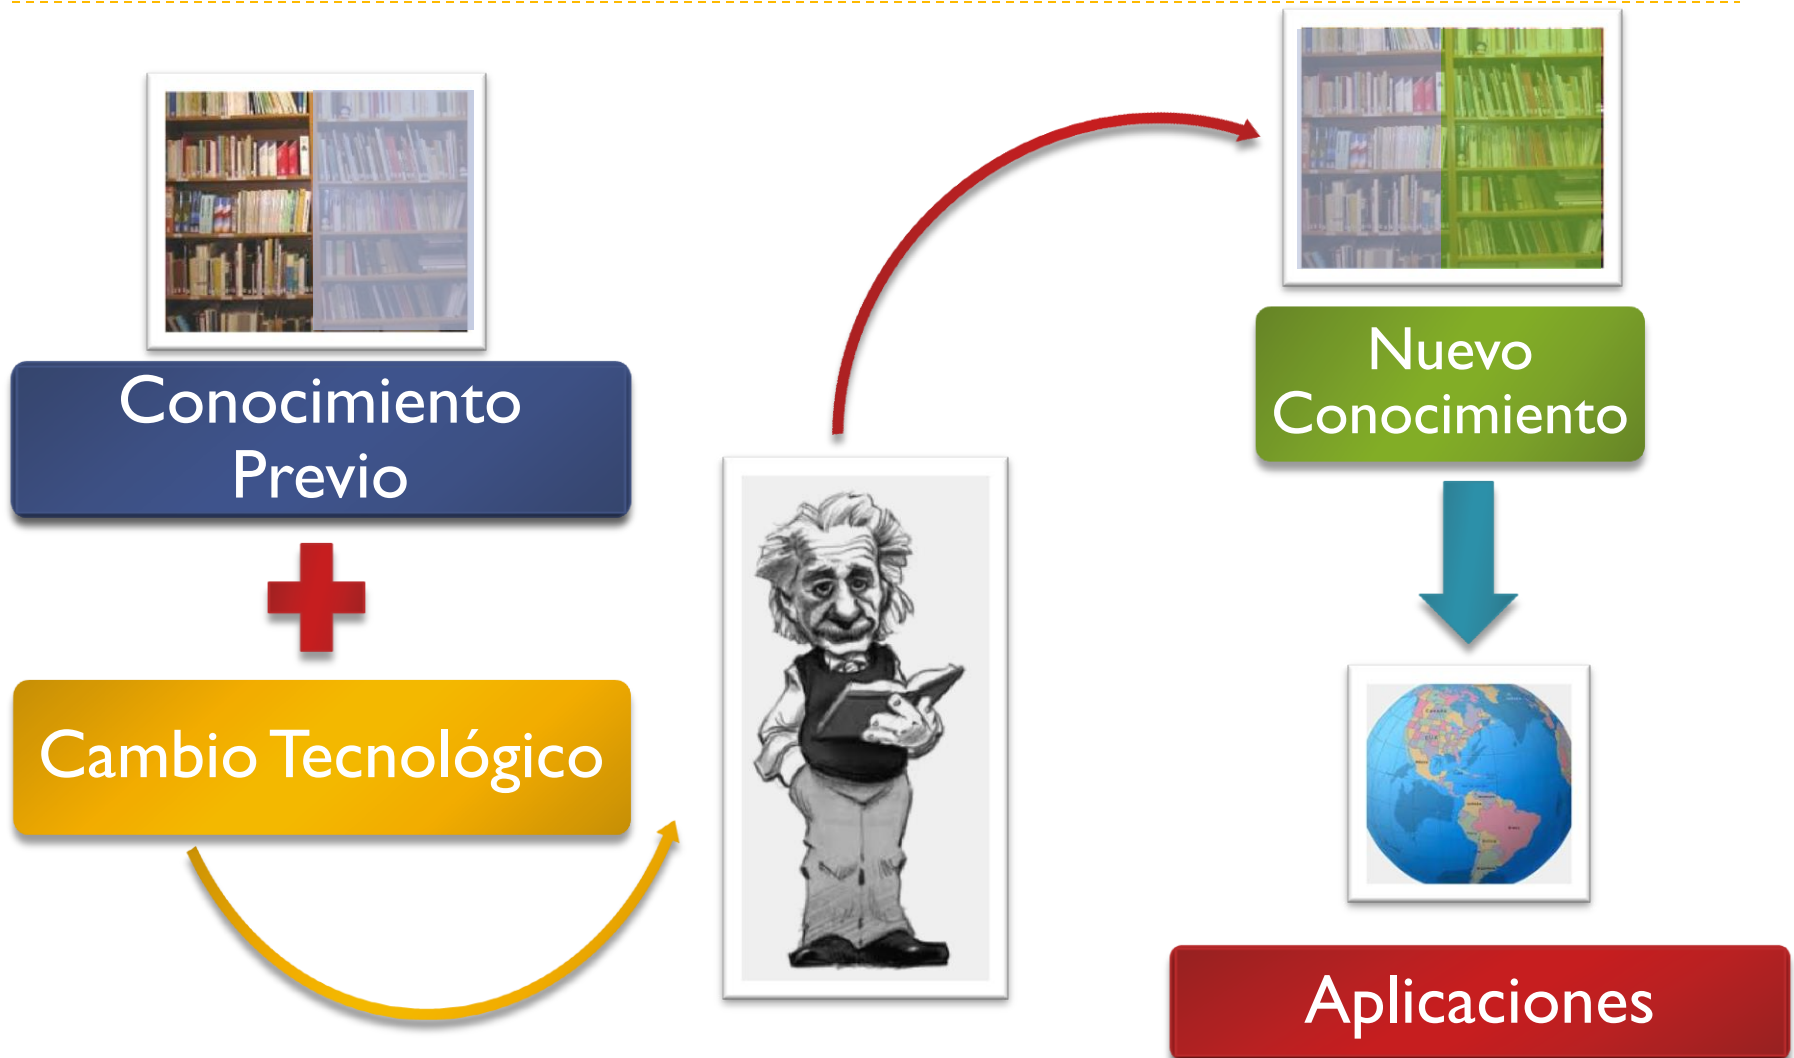 Conocimiento
Previo
Cambio Tecnológico
Nuevo
Conocimiento
Aplicaciones